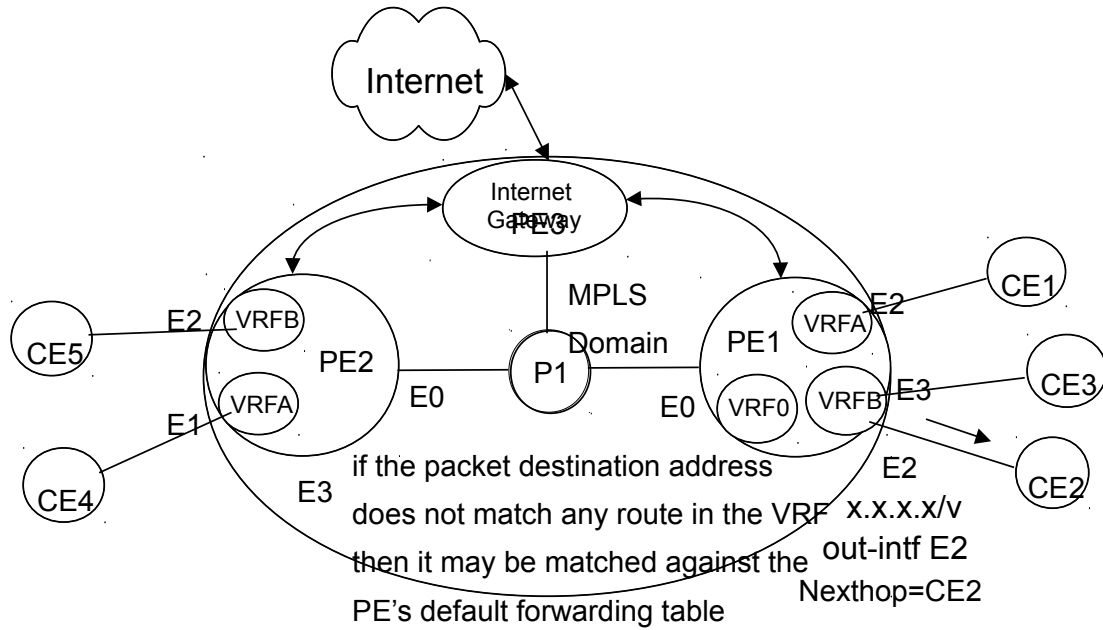 Internet
Internet
Gateway
PE3
MPLS
Domain
CE1
E2
VRFA
PE1
VRFB
E2
CE5
PE2
P1
E0
E0
VRF0
VRFB
E3
CE3
VRFA
E1
CE4
E3
E2
CE2
if the packet destination address
does not match any route in the VRF
then it may be matched against the
PE's default forwarding table
x.x.x.x/v
out-intf E2
Nexthop=CE2